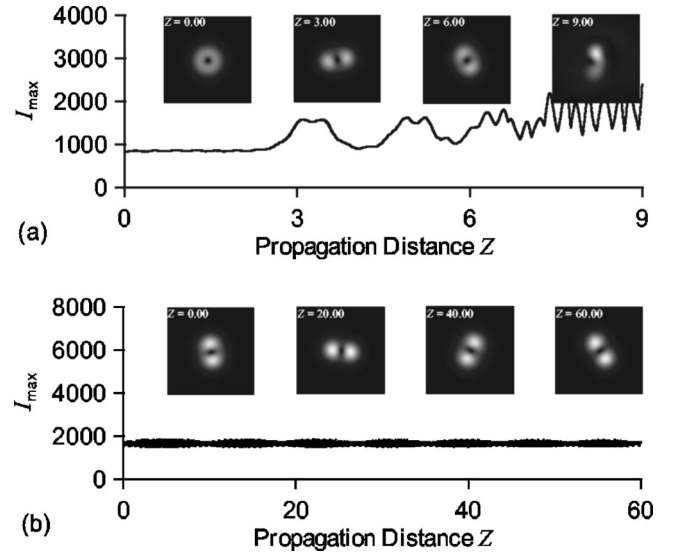 4000
3000
2000
1000
0
I max
Z = 0.00
Z = 3.00
Z = 6.00
Z = 9.00
0 3 6 9
(a)
Propagation Distance Z
8000
6000
4000
2000
0
I max
Z = 0.00
Z = 20.00
Z = 40.00
Z = 60.00
0 20 40 60
(b)
Propagation Distance Z